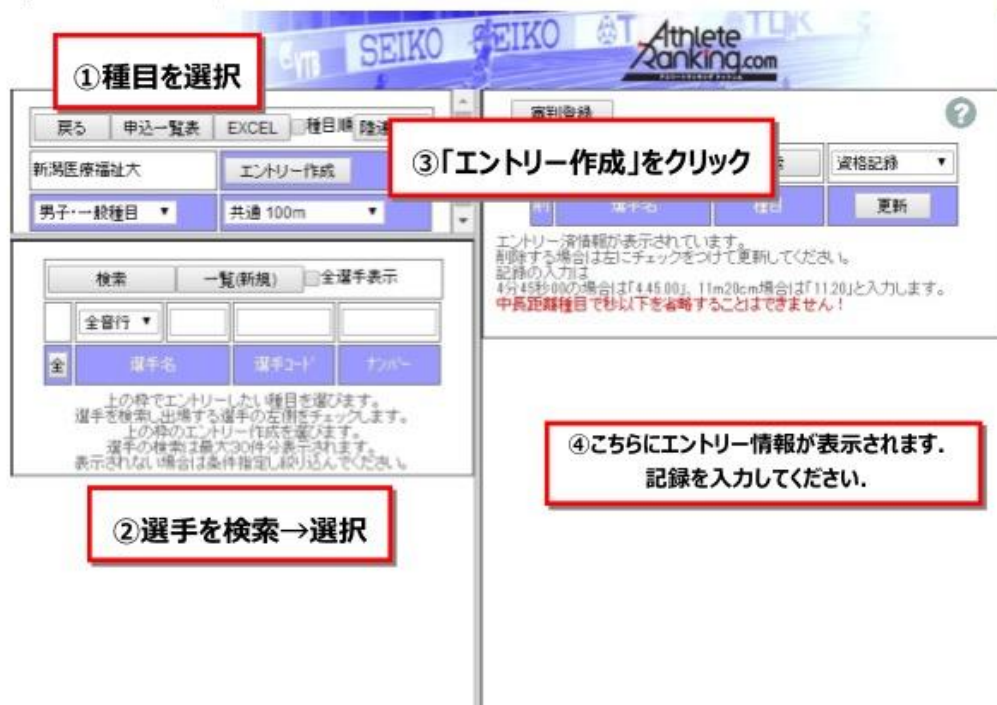 SEIKO
SEIKO
Athlete
Ranking.com
①種目を選択
戻る 申込一覧表 EXCEL 種目順 陸連
新潟医療福祉大 エントリー作成
男子・一般種目 ▼ 共通 100m ▼
検索 一覧(新規) 全選手表示
全音行 ▼
全 選手名 選手コード ナンバー
上の枠でエントリーしたい種目を選びます。
選手を検索し出場する選手の左側をチェックします。
上の枠のエントリー作成を選びます。
選手の検索は最大30件分表示されます。
表示されない場合は条件指定し絞り込んでください。
②選手を検索→選択
審判登録
?
③「エントリー作成」をクリック
資格記録 ▼
削 選手名 種目 更新
エントリー済情報が表示されています。
削除する場合は左にチェックをつけて更新してください。
記録の入力は
4分45秒00の場合は「4.45.00」、11m20cm場合は「11.20」と入力します。
中長距離種目で秒以下を省略することはできません!
④こちらにエントリー情報が表示されます.
記録を入力してください.